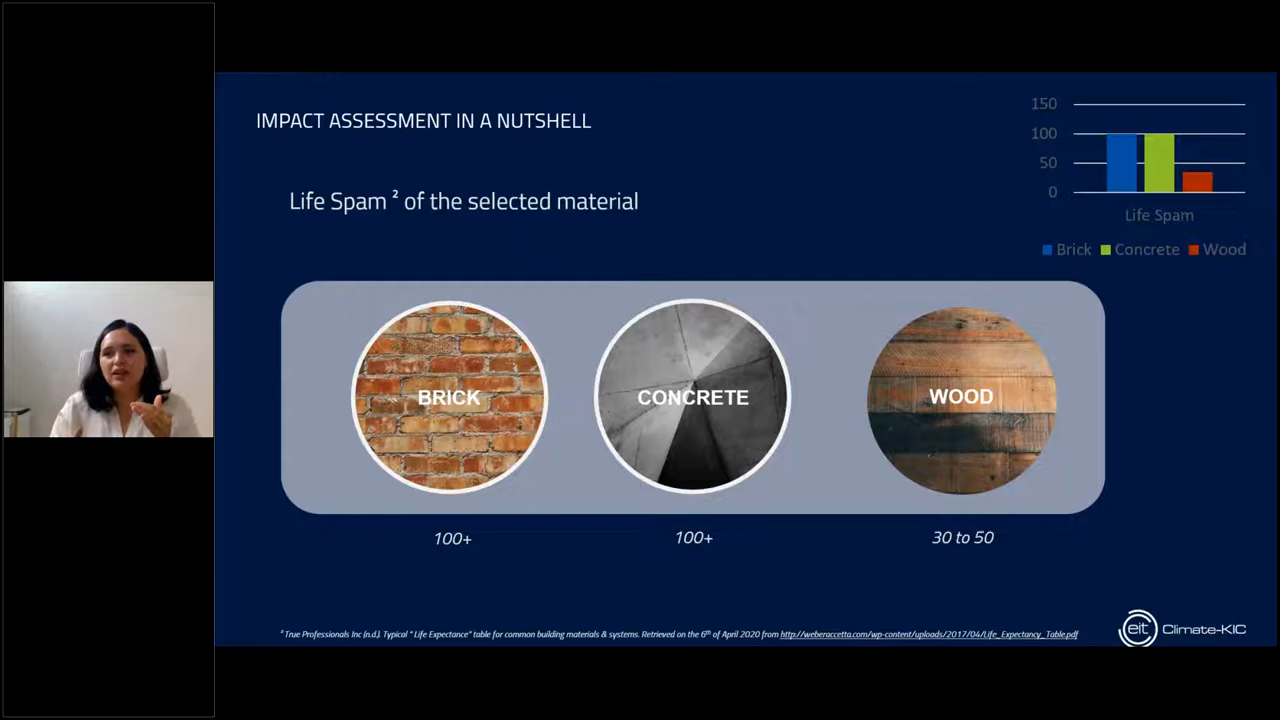 IMPACT ASSESSMENT IN A NUTSHELL
Life Spam ² of the selected material
150
100
50
0
Life Spam
Brick Concrete Wood
BRICK
CONCRETE
WOOD
100+
100+
30 to 50
² True Professionals Inc (n.d.). Typical “ Life Expectance” table for common building materials & systems. Retrieved on the 6th of April 2020 from http://weberaccetta.com/wp-content/uploads/2017/04/Life_Expectancy_Table.pdf
eit Climate-KIC